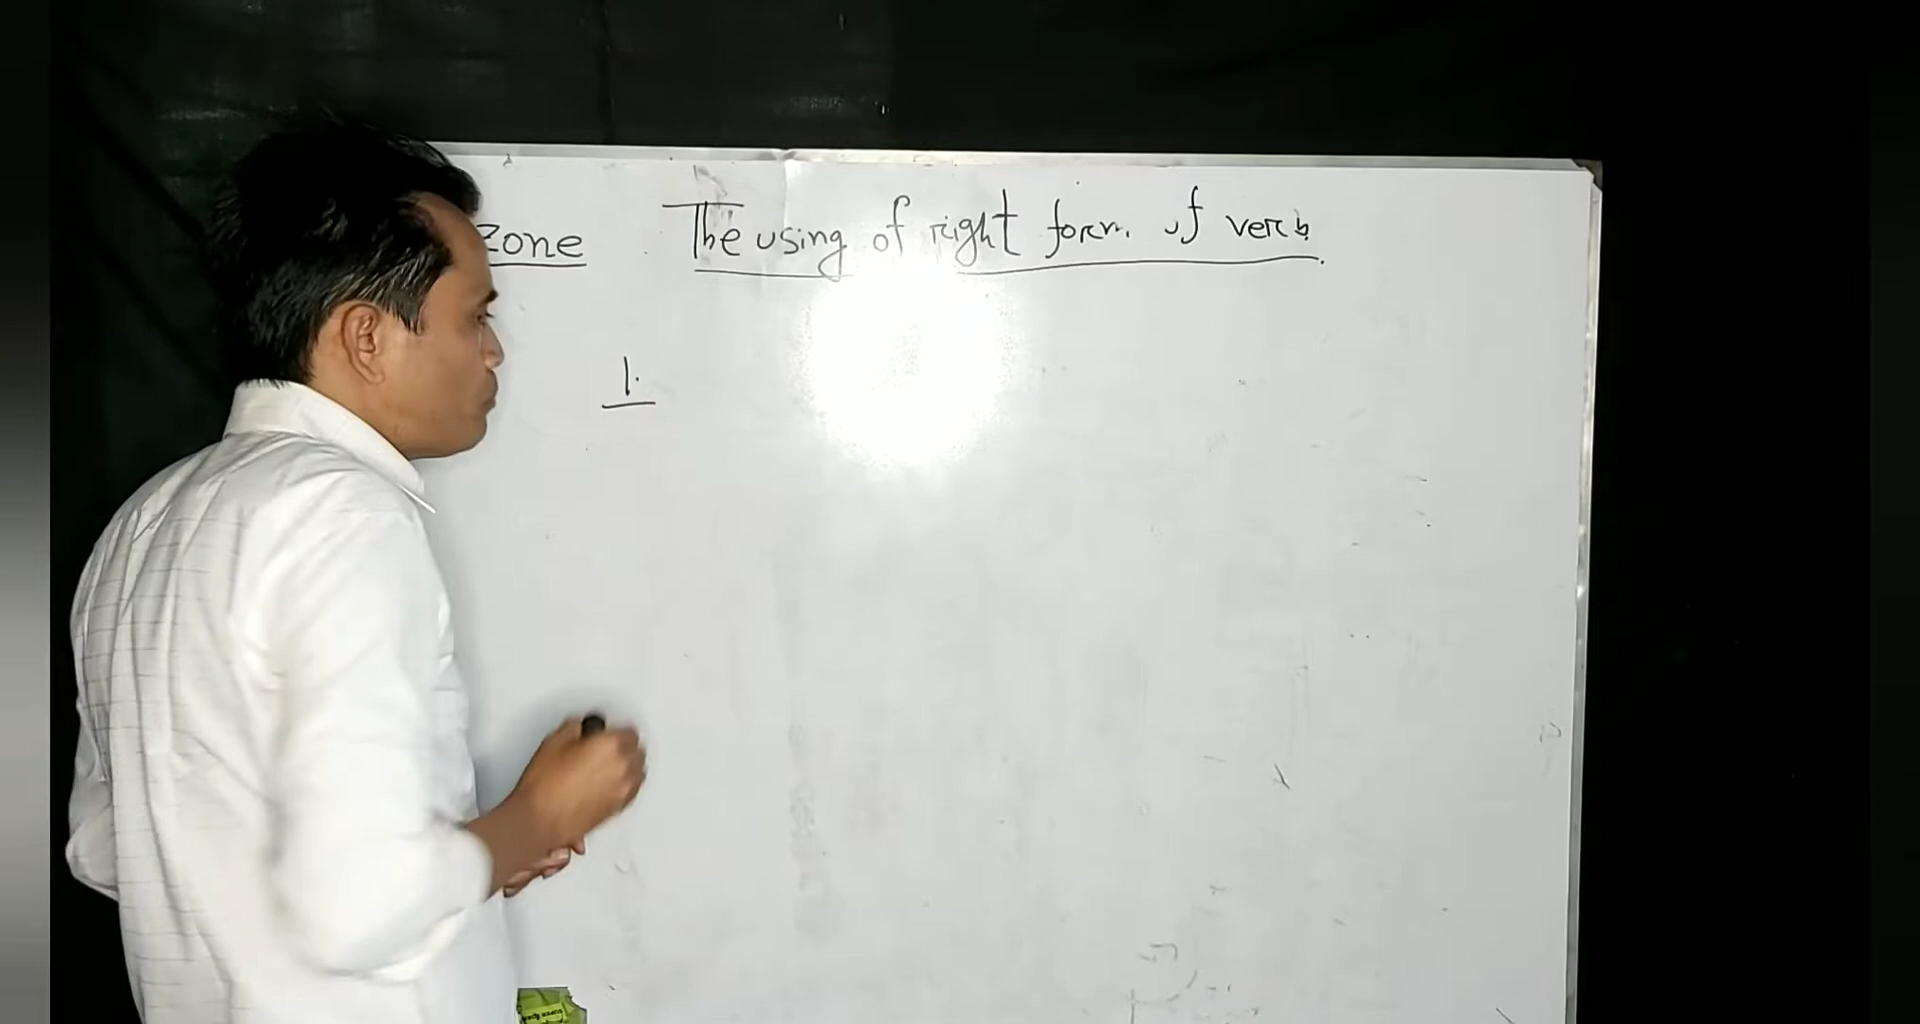 zone The using of right form of verb.
1.